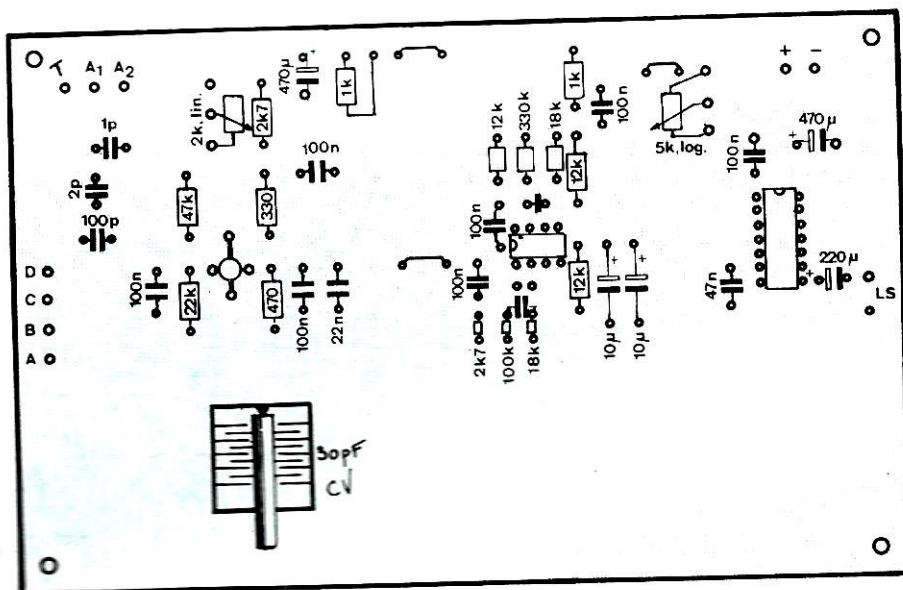 T A1 A2
1p
2p
100p
D
C
B
A
100n
47k
22k
2k, lin.
2k7
330
470
100n
22n
470µ
+
1k
100n
12k
330k
18k
1k
100n
12k
100n
100n
2k7
100k
18k
12k
+
+
10µ
10µ
5k, log.
+ -
100n
+
470µ
47n
+
220µ
LS
30pF
CV